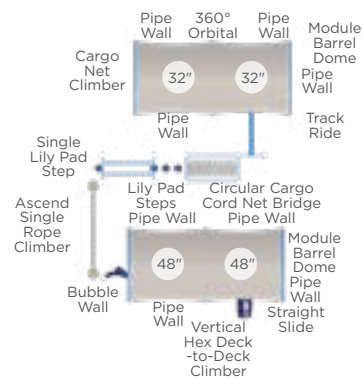 Pipe Wall
360° Orbital
Pipe Wall
Module Barrel Dome
Cargo Net Climber
32"
32"
Pipe Wall
Pipe Wall
Track Ride
Single Lily Pad Step
Lily Pad Steps
Circular Cargo Cord Net Bridge
Ascend Single Rope Climber
Pipe Wall
Pipe Wall
48"
48"
Module Barrel Dome
Pipe Wall
Bubble Wall
Pipe Wall
Straight Slide
Vertical Hex Deck -to-Deck Climber